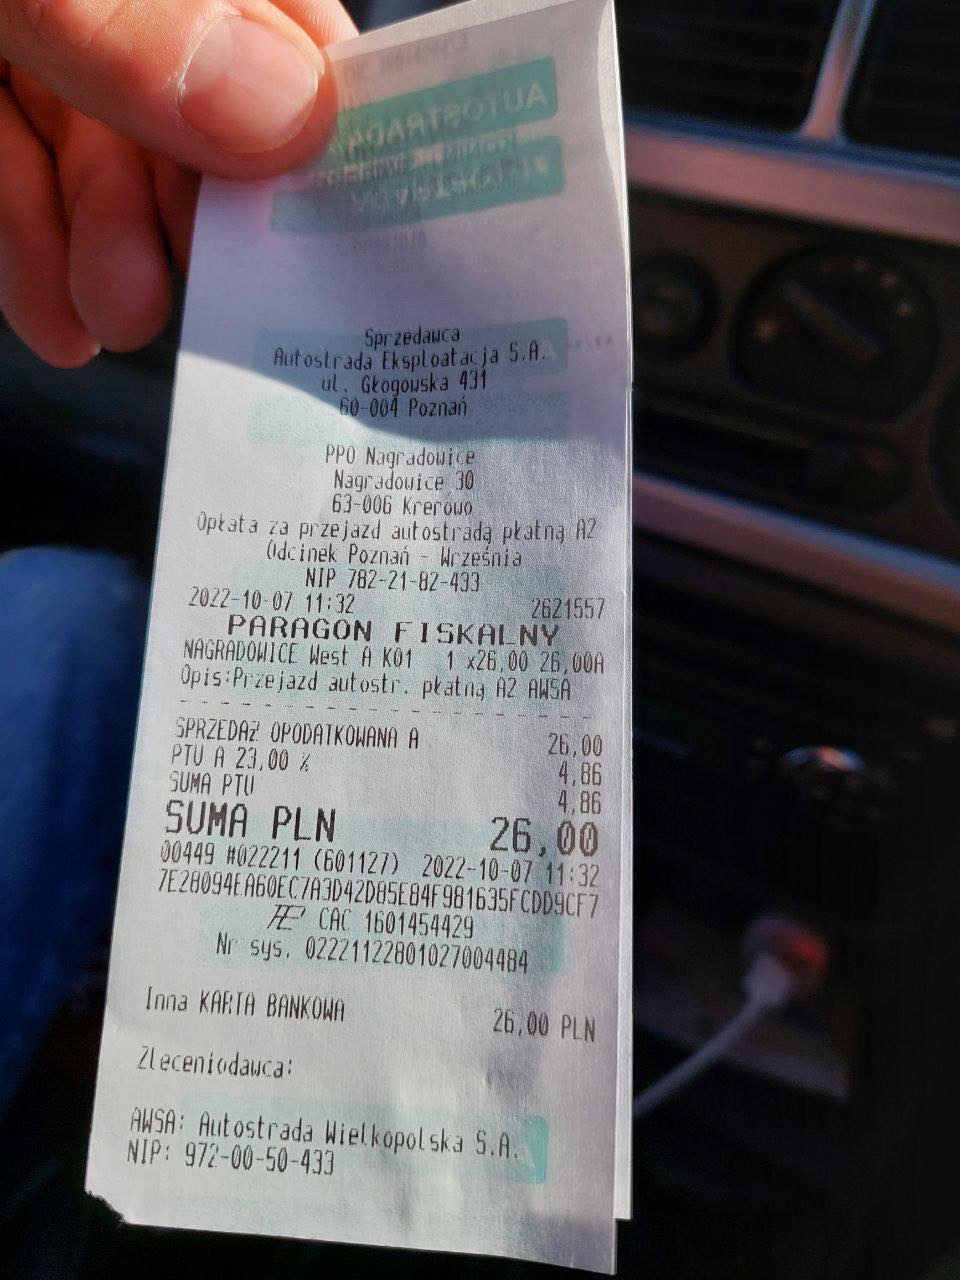 AUTOSTRADA
Sprzedawca
Autostrada Eksploatacja S.A.
ul. Głogowska 431
60-004 Poznań
PPO Nagradowice
Nagradowice 30
63-006 Krerowo
Opłata za przejazd autostradą płatną A2
Odcinek Poznań - Września
NIP 782-21-82-433
2022-10-07 11:32 2621557
PARAGON FISKALNY
NAGRADOWICE West A K01 1 x26,00 26,00A
Opis:Przejazd autostr. płatną A2 AWSA
SPRZEDAŻ OPODATKOWANA A 26,00
PTU A 23,00 % 4,86
SUMA PTU 4,86
SUMA PLN 26,00
00449 #022211 (601127) 2022-10-07 11:32
7E28094EA60EC7A3D42D85E84F981635FCDD9CF7
CAC 1601454429
Nr sys. 02221122801027004484
Inna KARTA BANKOWA 26,00 PLN
Zleceniodawca:
AWSA: Autostrada Wielkopolska S.A.
NIP: 972-00-50-433